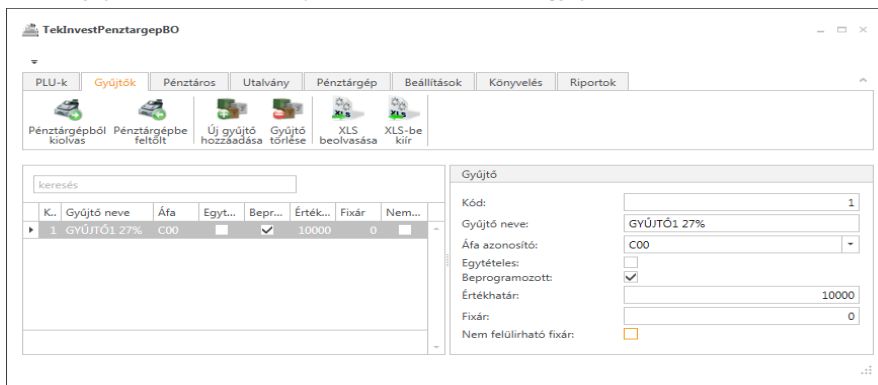 TekInvestPenztargepBO
PLU-k Gyűjtők Pénztáros Utalvány Pénztárgép Beállítások Könyvelés Riportok
Pénztárgépből kiolvas
Pénztárgépbe feltölt
Új gyűjtő hozzáadása
Gyűjtő törlése
XLS beolvasása
XLS-be kiír
keresés
K.. Gyűjtő neve Áfa Egyt... Bepr... Érték... Fixár Nem...
1 GYŰJTŐ1 27% C00 10000 0
Gyűjtő
Kód: 1
Gyűjtő neve: GYŰJTŐ1 27%
Áfa azonosító: C00
Egytételes:
Beprogramozott:
Értékhatár: 10000
Fixár: 0
Nem felülirható fixár: